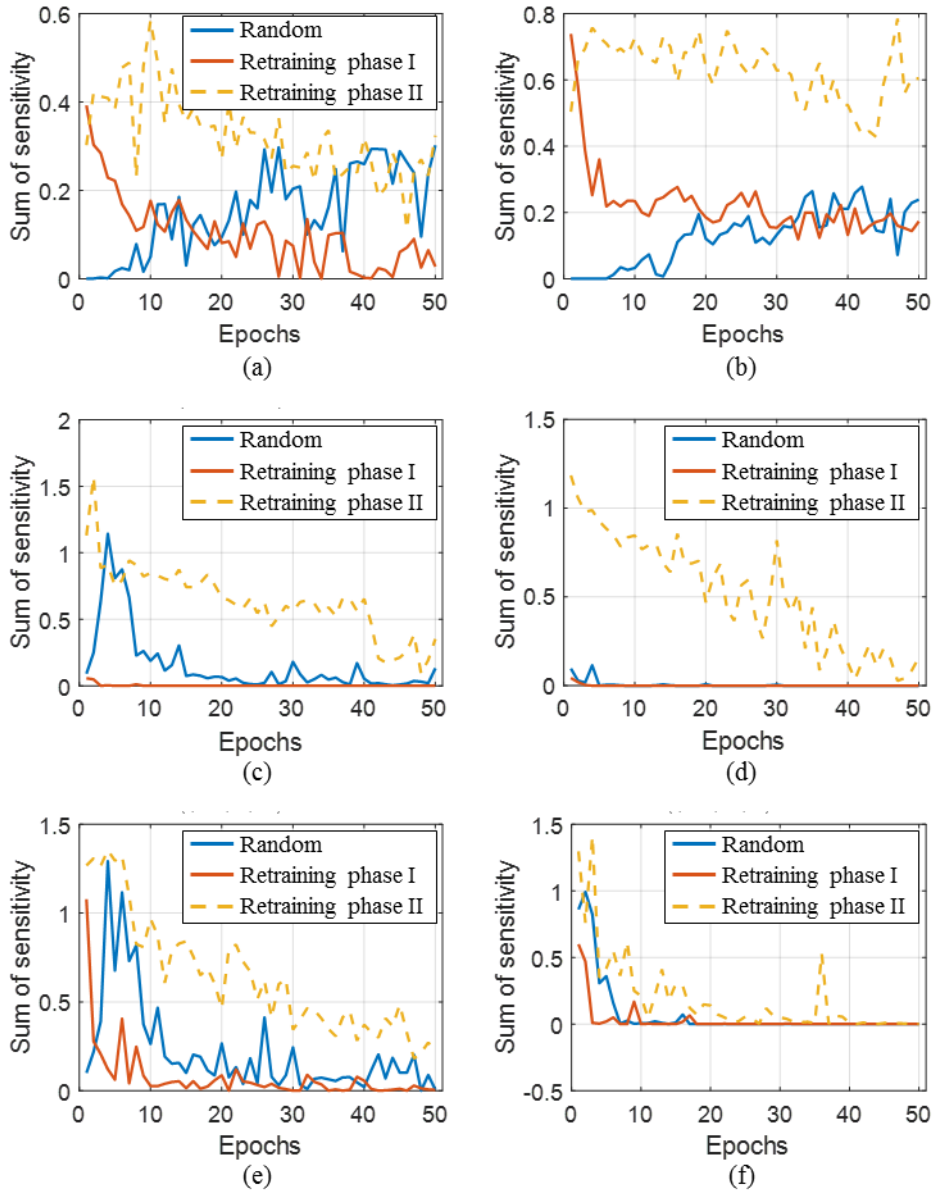 0.6
0.4
0.2
0
0 10 20 30 40 50
Sum of sensitivity
Epochs
Random
Retraining phase I
Retraining phase II
(a)
0.8
0.6
0.4
0.2
0
0 10 20 30 40 50
Sum of sensitivity
Epochs
(b)
2
1.5
1
0.5
0
0 10 20 30 40 50
Sum of sensitivity
Epochs
Random
Retraining phase I
Retraining phase II
(c)
1.5
1
0.5
0
0 10 20 30 40 50
Sum of sensitivity
Epochs
Random
Retraining phase I
Retraining phase II
(d)
1.5
1
0.5
0
0 10 20 30 40 50
Sum of sensitivity
Epochs
Random
Retraining phase I
Retraining phase II
(e)
1.5
1
0.5
0
-0.5
0 10 20 30 40 50
Sum of sensitivity
Epochs
Random
Retraining phase I
Retraining phase II
(f)